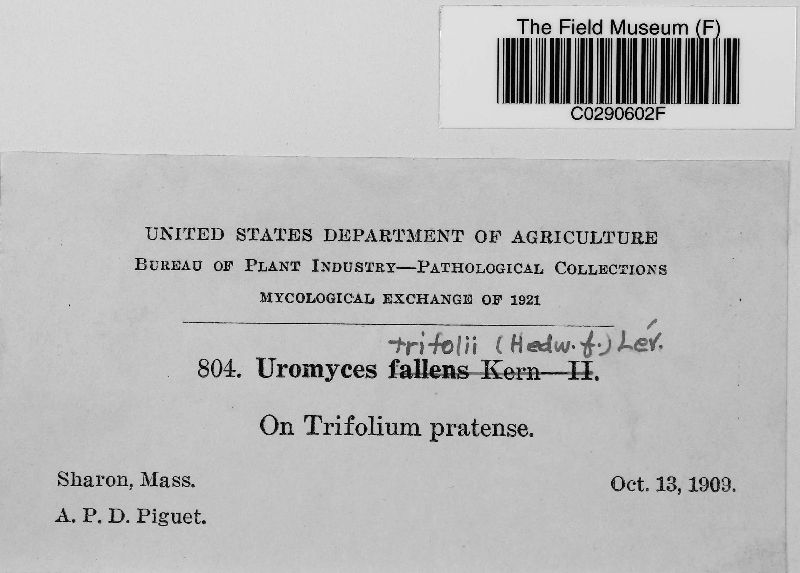 The Field Museum (F)
C0290602F
UNITED STATES DEPARTMENT OF AGRICULTURE
BUREAU OF PLANT INDUSTRY—PATHOLOGICAL COLLECTIONS
MYCOLOGICAL EXCHANGE OF 1921
trifolii (Hedw. f.) Lév.
804. Uromyces fallens Kern—II.
On Trifolium pratense.
Sharon, Mass.
Oct. 13, 1909.
A. P. D. Piguet.